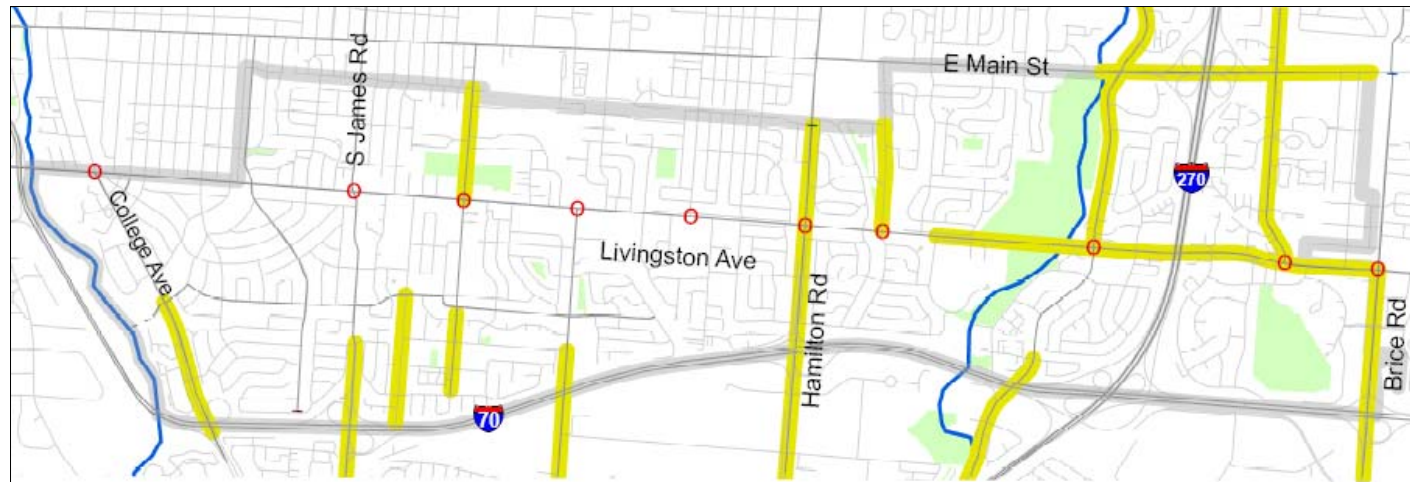 E Main St
S James Rd
270
College Ave
Livingston Ave
Hamilton Rd
Brice Rd
70